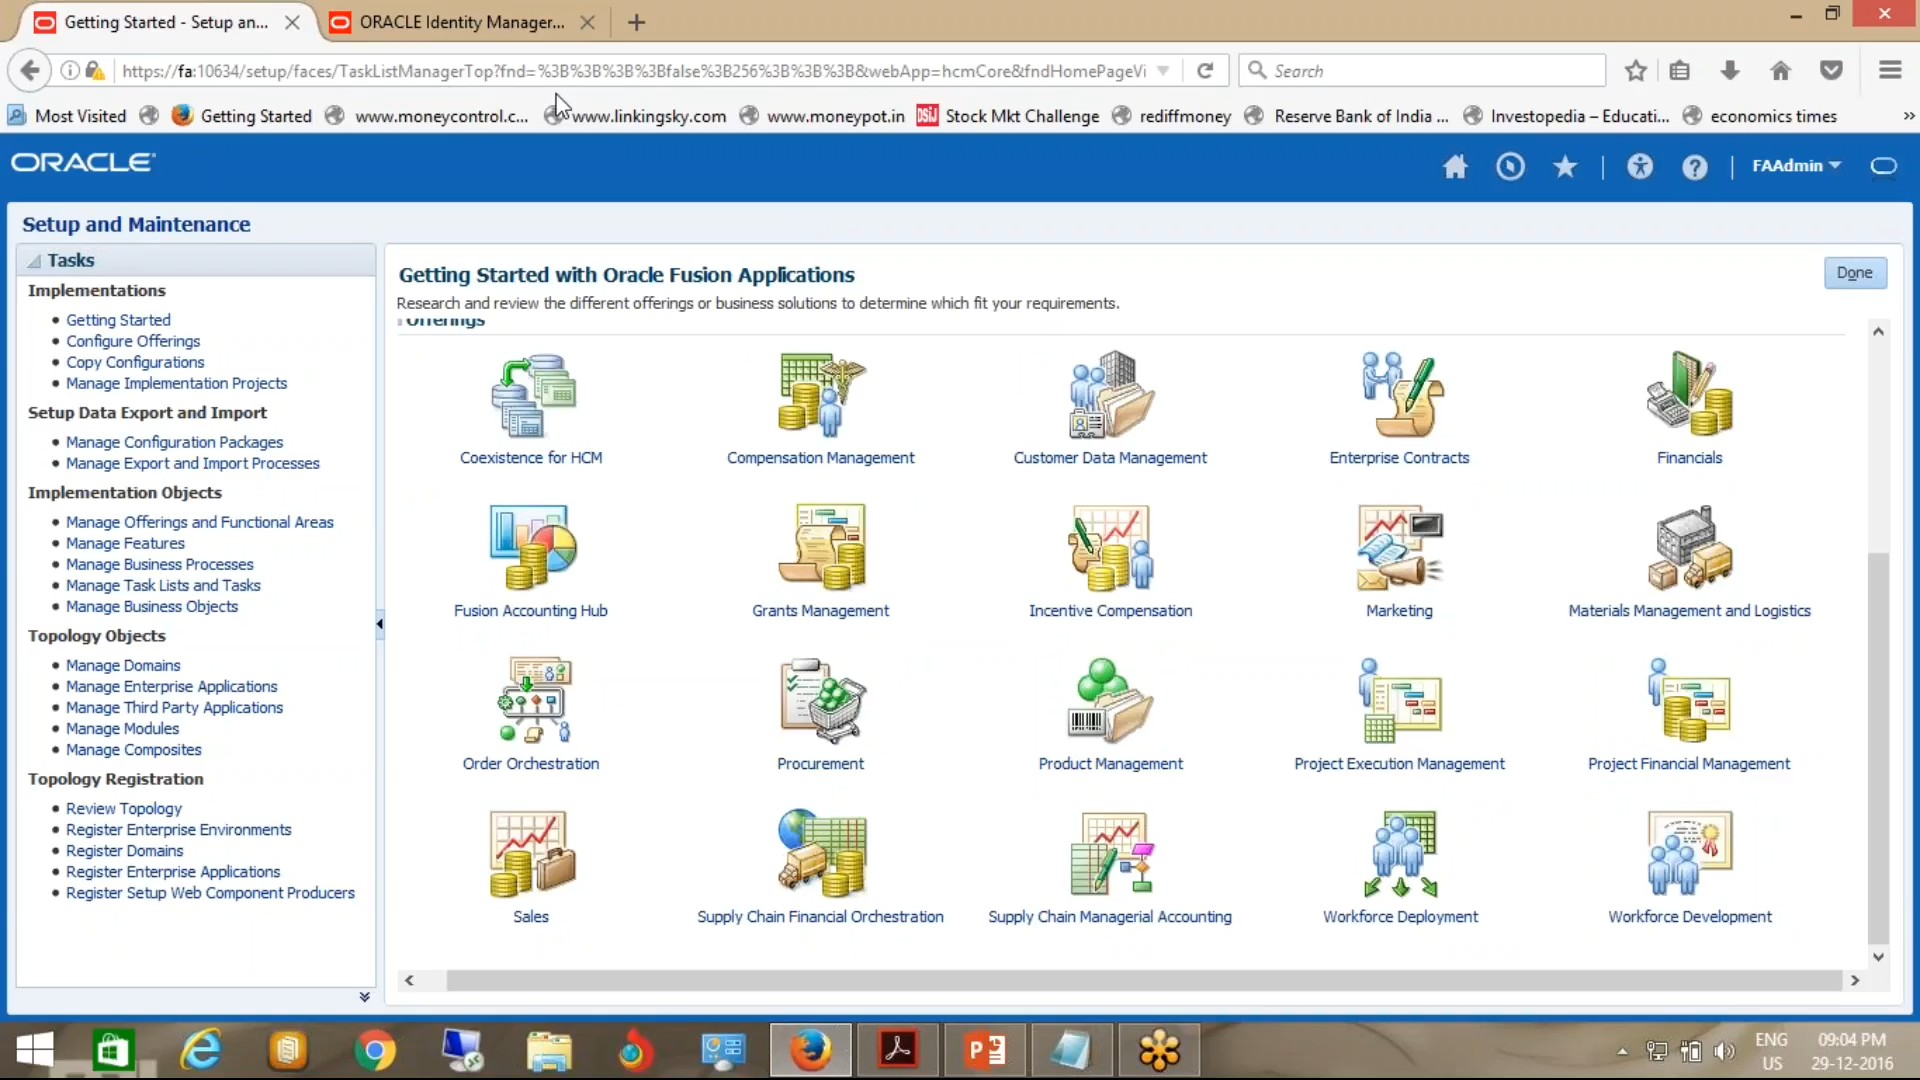 Getting Started - Setup an...
ORACLE Identity Manager...
https://fa:10634/setup/faces/TaskListManagerTop?fnd=%3B%3B%3B%3Bfalse%3B256%3B%3B%3B&webApp=hcmCore&fndHomePageVi
Search
Most Visited
Getting Started
www.moneycontrol.c...
www.linkingsky.com
www.moneypot.in
DSIJ
Stock Mkt Challenge
rediffmoney
Reserve Bank of India ...
Investopedia – Educati...
economics times
»
ORACLE
FAAdmin
Setup and Maintenance
Tasks
Implementations
Getting Started
Configure Offerings
Copy Configurations
Manage Implementation Projects
Setup Data Export and Import
Manage Configuration Packages
Manage Export and Import Processes
Implementation Objects
Manage Offerings and Functional Areas
Manage Features
Manage Business Processes
Manage Task Lists and Tasks
Manage Business Objects
Topology Objects
Manage Domains
Manage Enterprise Applications
Manage Third Party Applications
Manage Modules
Manage Composites
Topology Registration
Review Topology
Register Enterprise Environments
Register Domains
Register Enterprise Applications
Register Setup Web Component Producers
Getting Started with Oracle Fusion Applications
Done
Research and review the different offerings or business solutions to determine which fit your requirements.
Offerings
Coexistence for HCM
Compensation Management
Customer Data Management
Enterprise Contracts
Financials
Fusion Accounting Hub
Grants Management
Incentive Compensation
Marketing
Materials Management and Logistics
Order Orchestration
Procurement
Product Management
Project Execution Management
Project Financial Management
Sales
Supply Chain Financial Orchestration
Supply Chain Managerial Accounting
Workforce Deployment
Workforce Development
ENG
US
09:04 PM
29-12-2016